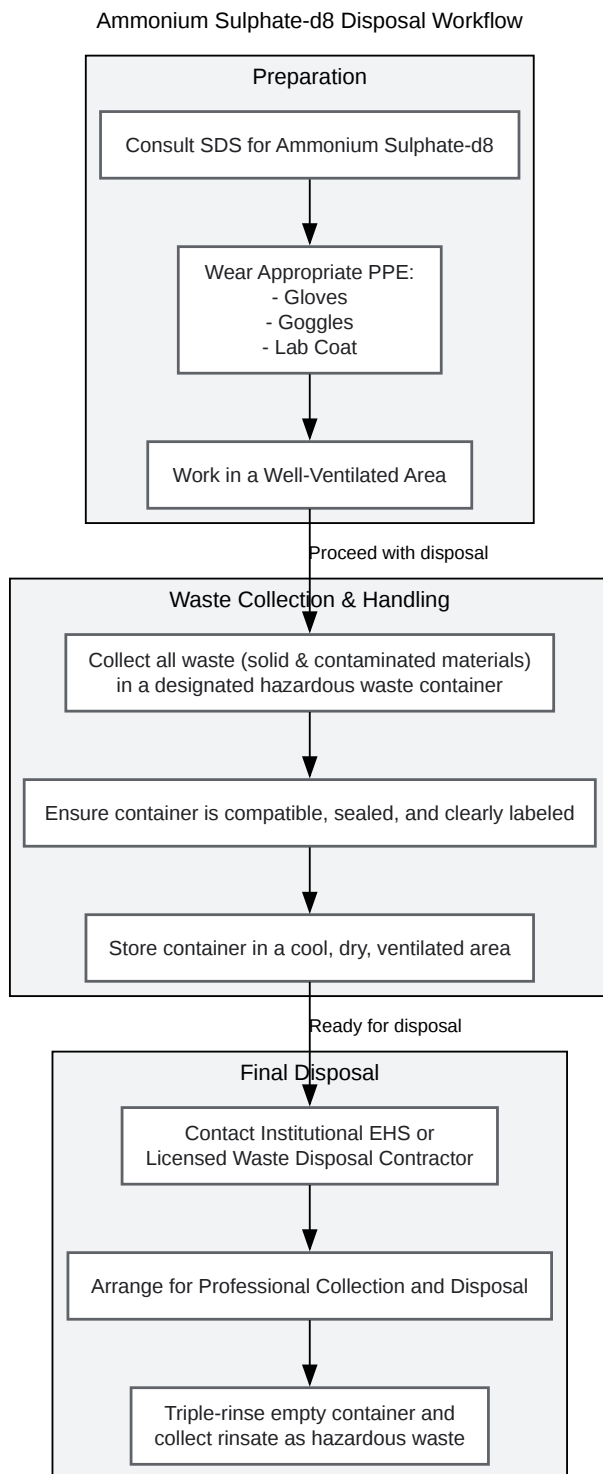 Ammonium Sulphate-d8 Disposal Workflow
Preparation
Consult SDS for Ammonium Sulphate-d8
Wear Appropriate PPE:
- Gloves
- Goggles
- Lab Coat
Work in a Well-Ventilated Area
Proceed with disposal
Waste Collection & Handling
Collect all waste (solid & contaminated materials)
in a designated hazardous waste container
Ensure container is compatible, sealed, and clearly labeled
Store container in a cool, dry, ventilated area
Ready for disposal
Final Disposal
Contact Institutional EHS or
Licensed Waste Disposal Contractor
Arrange for Professional Collection and Disposal
Triple-rinse empty container and
collect rinsate as hazardous waste